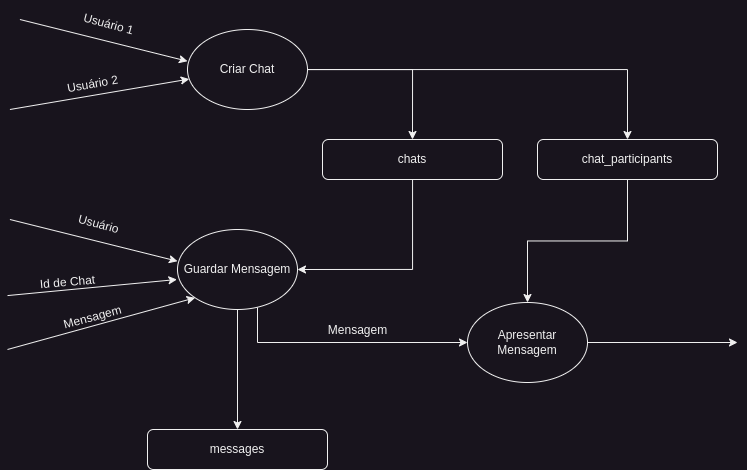 Usuário 1
Criar Chat
Usuário 2
chats
chat_participants
Usuário
Guardar Mensagem
Id de Chat
Mensagem
Mensagem
Apresentar
Mensagem
messages